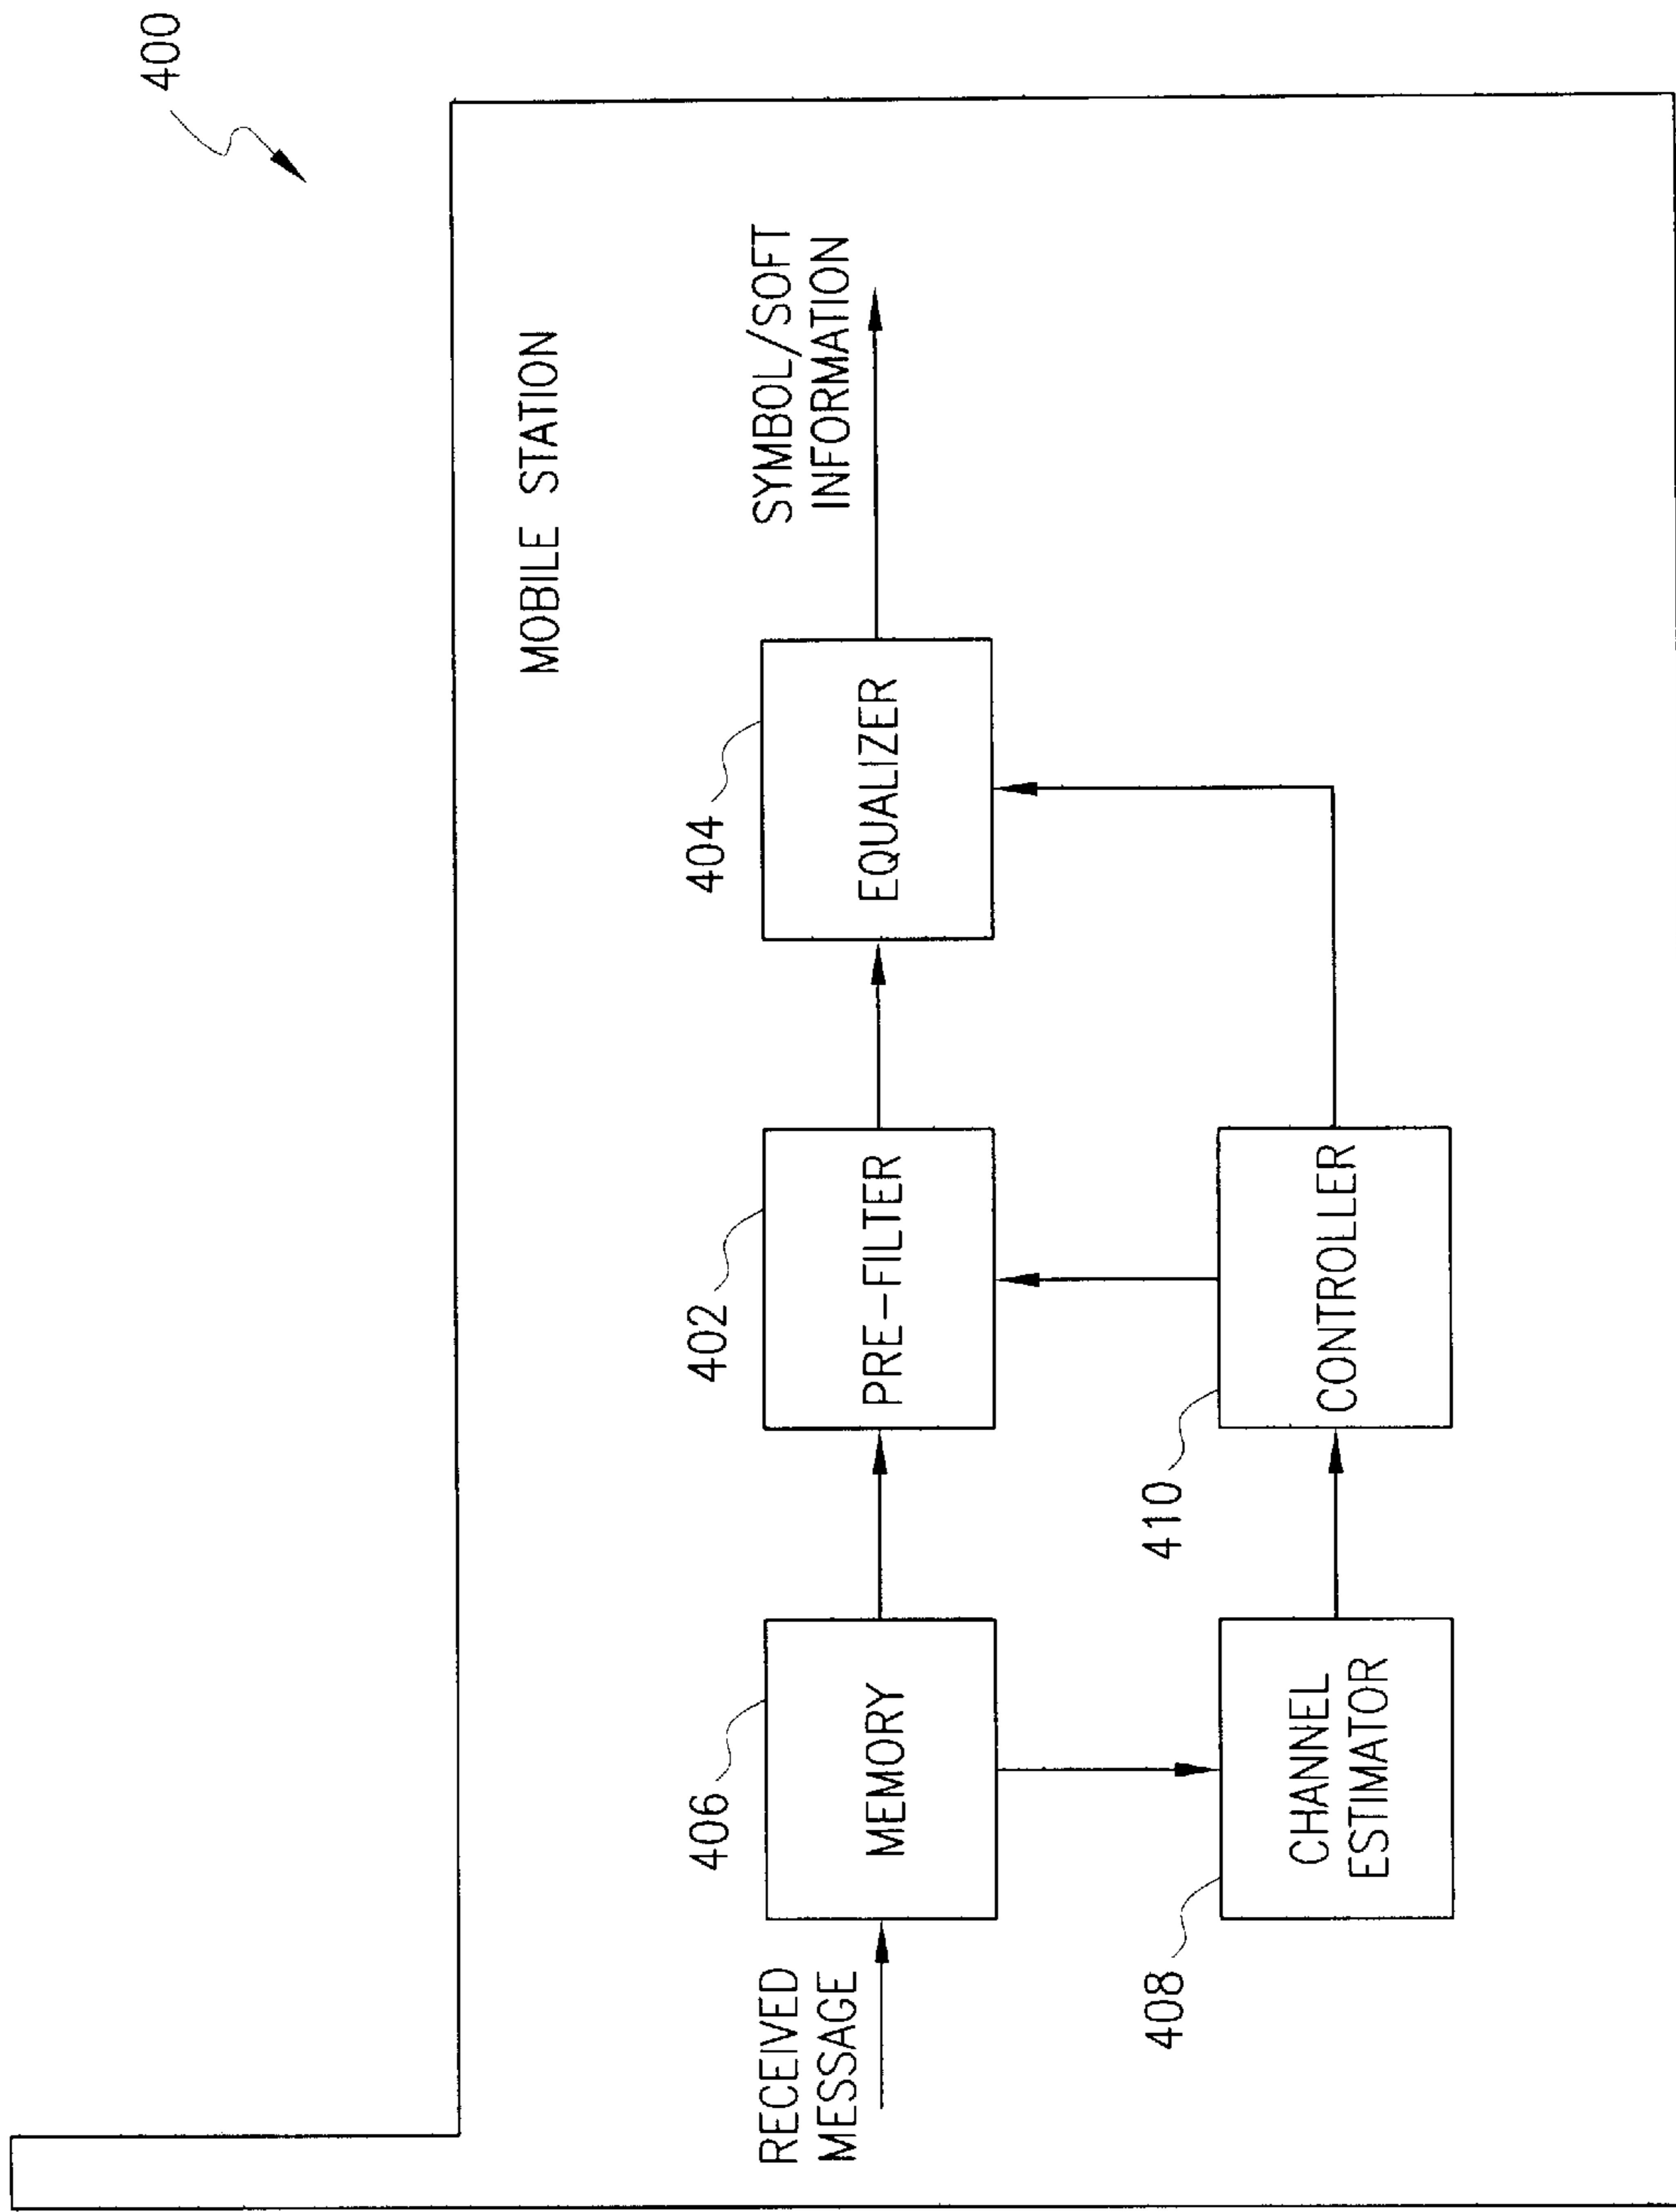 400
MOBILE STATION
RECEIVED
MESSAGE
406
MEMORY
402
PRE-FILTER
404
EQUALIZER
SYMBOL/SOFT
INFORMATION
408
CHANNEL
ESTIMATOR
410
CONTROLLER